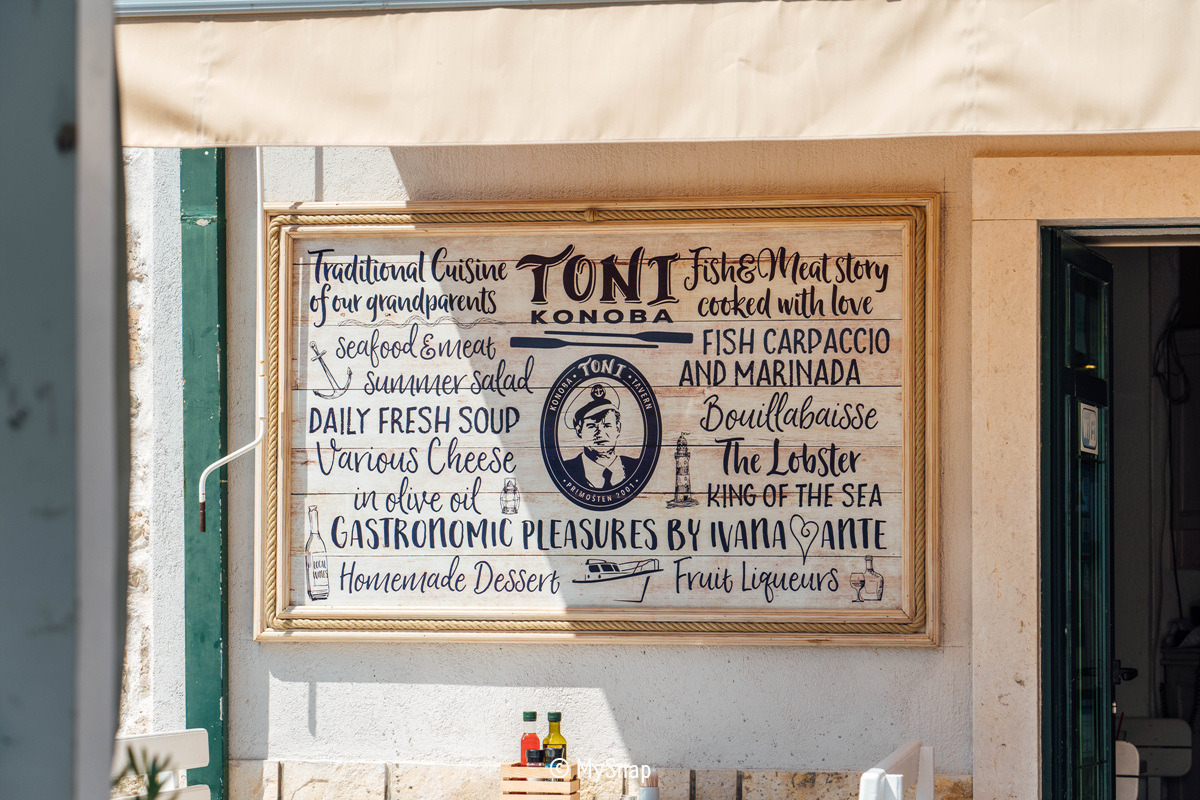 Traditional Cuisine
of our grandparents
TONI
KONOBA
Fish&Meat story
cooked with love
seafood & meat
summer salad
DAILY FRESH SOUP
Various Cheese
in olive oil
KONOBA • TONI • TAVERN
• PRIMOŠTEN 2001 •
FISH CARPACCIO
AND MARINADA
Bouillabaisse
The Lobster
KING OF THE SEA
GASTRONOMIC PLEASURES BY IVANA ANTE
LOCAL
WINES
Homemade Dessert
Fruit Liqueurs
© MySnap